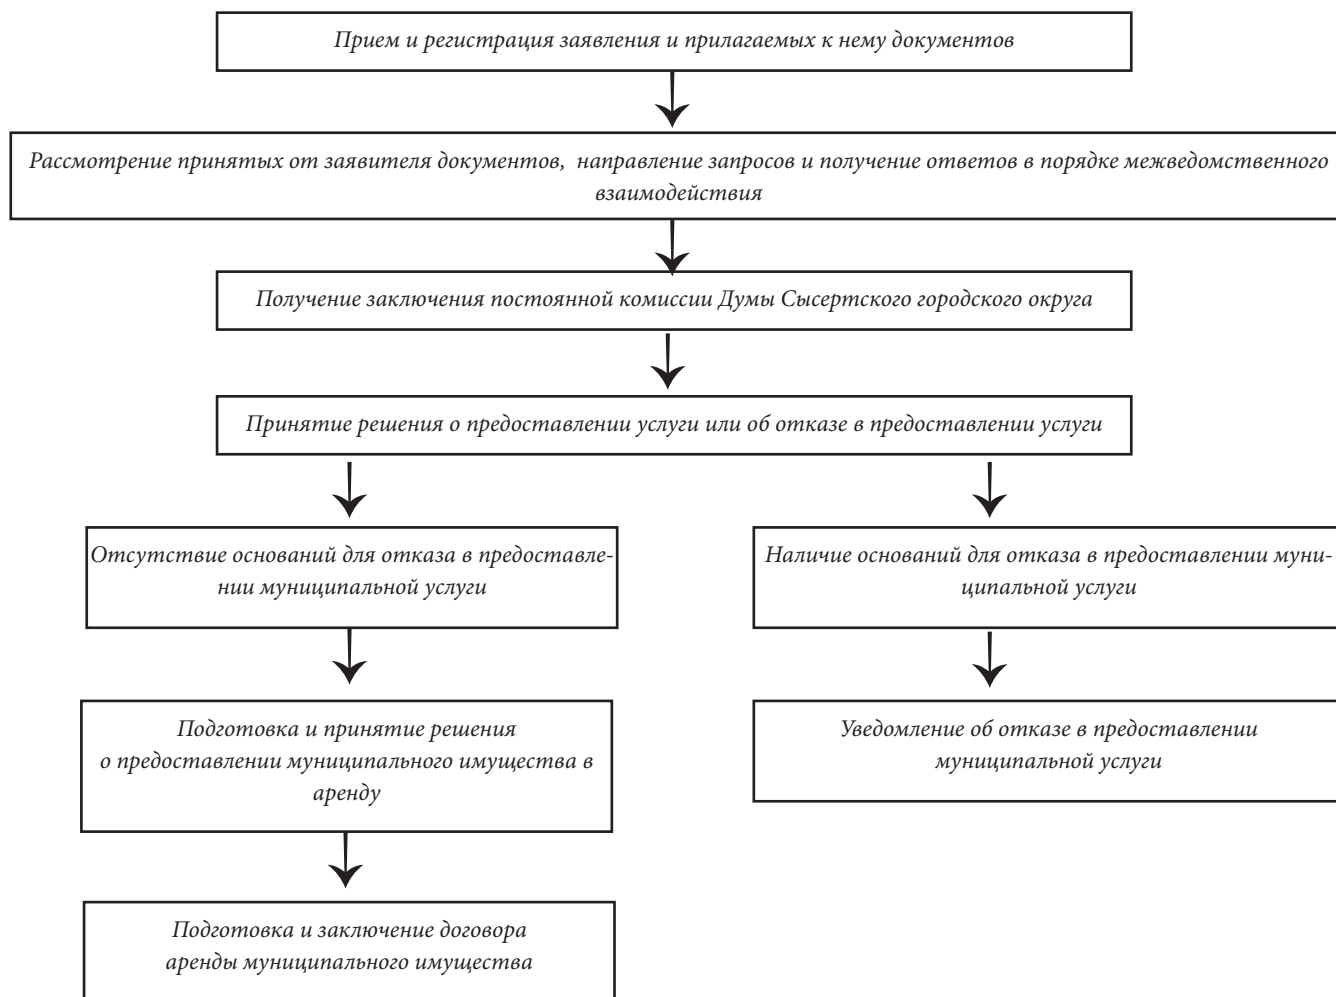 Прием и регистрация заявления и прилагаемых к нему документов
Рассмотрение принятых от заявителя документов, направление запросов и получение ответов в порядке межведомственного
взаимодействия
Получение заключения постоянной комиссии Думы Сысертского городского округа
Принятие решения о предоставлении услуги или об отказе в предоставлении услуги
Отсутствие оснований для отказа в предоставле-
нии муниципальной услуги
Наличие оснований для отказа в предоставлении муни-
ципальной услуги
Подготовка и принятие решения
о предоставлении муниципального имущества в
аренду
Уведомление об отказе в предоставлении
муниципальной услуги
Подготовка и заключение договора
аренды муниципального имущества